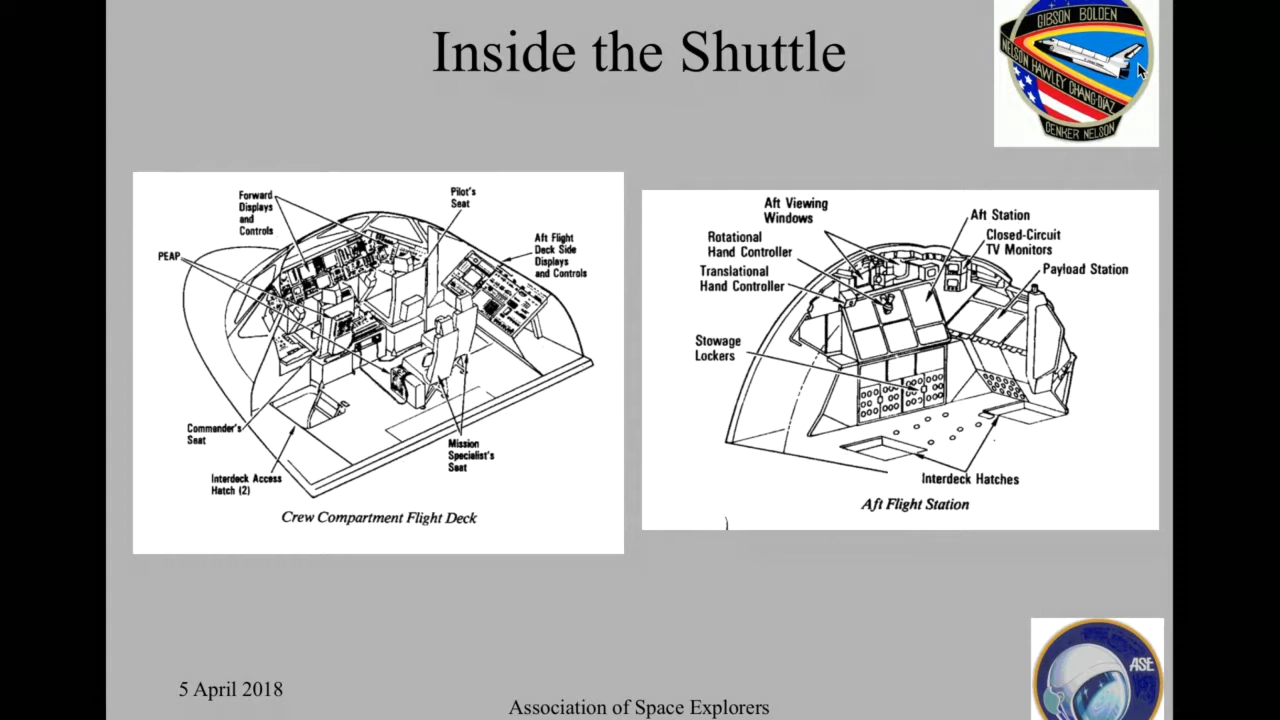 Inside the Shuttle
GIBSON BOLDEN
NELSON HAWLEY CHANG-DIAZ
CENKER NELSON
Forward
Displays
and
Controls
Pilot's
Seat
PEAP
Aft Flight
Deck Side
Displays
and Controls
Commander's
Seat
Mission
Specialist's
Seat
Interdeck Access
Hatch (2)
Crew Compartment Flight Deck
Aft Viewing
Windows
Rotational
Hand Controller
Translational
Hand Controller
Aft Station
Closed-Circuit
TV Monitors
Payload Station
Stowage
Lockers
Interdeck Hatches
Aft Flight Station
5 April 2018
Association of Space Explorers
ASE